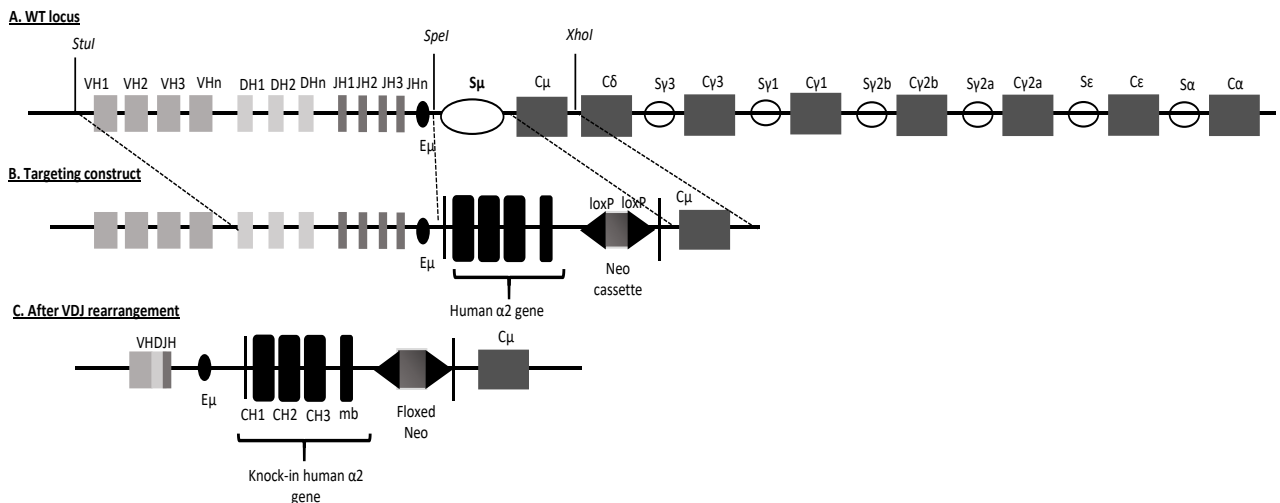 A. WT locus
StuI
SpeI
XhoI
VH1 VH2 VH3 VHn DH1 DH2 DHn JH1 JH2 JH3 JHn Sμ Cμ Cδ Sγ3 Cγ3 Sγ1 Cγ1 Sγ2b Cγ2b Sγ2a Cγ2a Sε Cε Sα Cα
Eμ
B. Targeting construct
loxP loxP Cμ
Eμ
Neo
cassette
Human α2 gene
C. After VDJ rearrangement
VHDJH Cμ
Eμ
CH1 CH2 CH3 mb Floxed
Neo
Knock-in human α2
gene